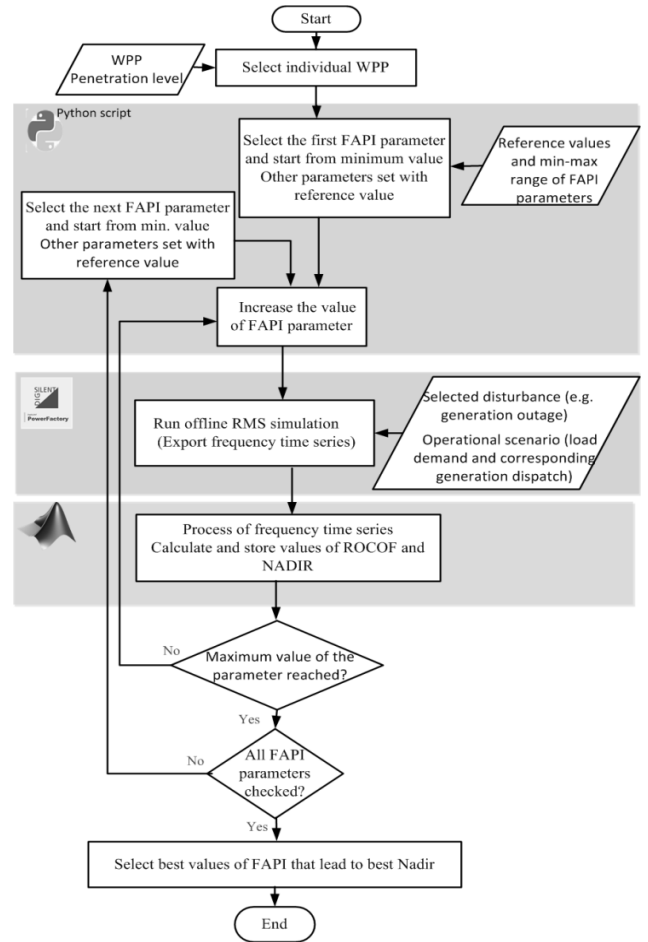 Start
WPP
Penetration level
Select individual WPP
Python script
Select the first FAPI parameter
and start from minimum value
Other parameters set with
reference value
Reference values
and min-max
range of FAPI
parameters
Select the next FAPI parameter
and start from min. value
Other parameters set with
reference value
Increase the value
of FAPI parameter
DIG
SILENT
PowerFactory
Run offline RMS simulation
(Export frequency time series)
Selected disturbance (e.g.
generation outage)
Operational scenario (load
demand and corresponding
generation dispatch)
Process of frequency time series
Calculate and store values of ROCOF and
NADIR
No
Maximum value of the
parameter reached?
Yes
No
All FAPI
parameters
checked?
Yes
Select best values of FAPI that lead to best Nadir
End